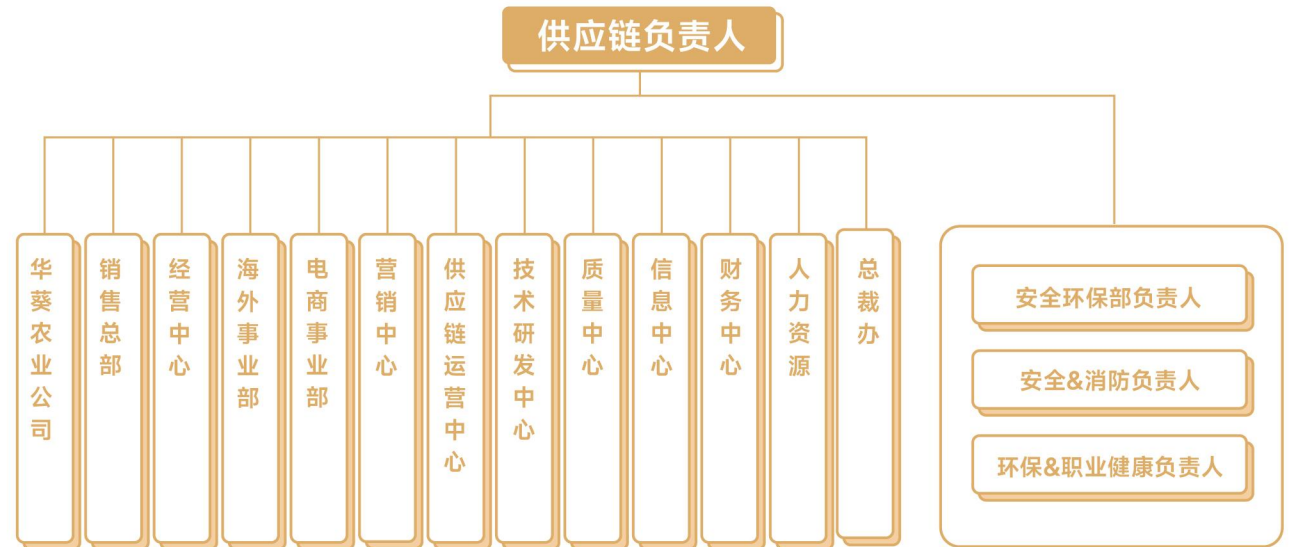 供应链负责人
华葵农业公司
销售总部
经营中心
海外事业部
电商事业部
营销中心
供应链运营中心
技术研发中心
质量中心
信息中心
财务中心
人力资源
总裁办
安全环保部负责人
安全&消防负责人
环保&职业健康负责人